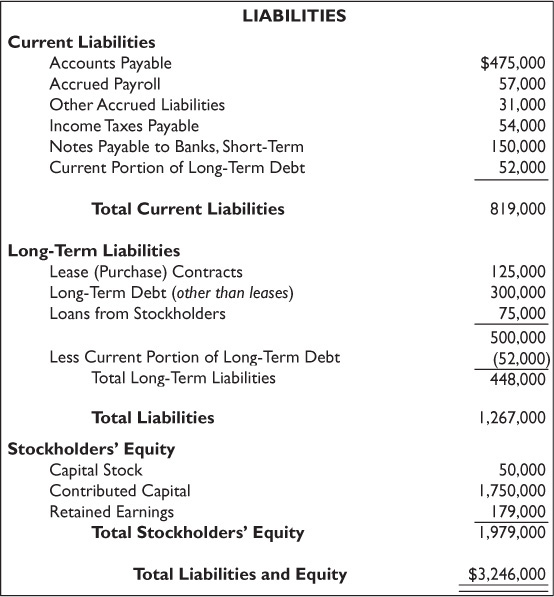 LIABILITIES
Current Liabilities
Accounts Payable $475,000
Accrued Payroll 57,000
Other Accrued Liabilities 31,000
Income Taxes Payable 54,000
Notes Payable to Banks, Short-Term 150,000
Current Portion of Long-Term Debt 52,000
Total Current Liabilities 819,000
Long-Term Liabilities
Lease (Purchase) Contracts 125,000
Long-Term Debt (other than leases) 300,000
Loans from Stockholders 75,000
500,000
Less Current Portion of Long-Term Debt (52,000)
Total Long-Term Liabilities 448,000
Total Liabilities 1,267,000
Stockholders' Equity
Capital Stock 50,000
Contributed Capital 1,750,000
Retained Earnings 179,000
Total Stockholders' Equity 1,979,000
Total Liabilities and Equity $3,246,000